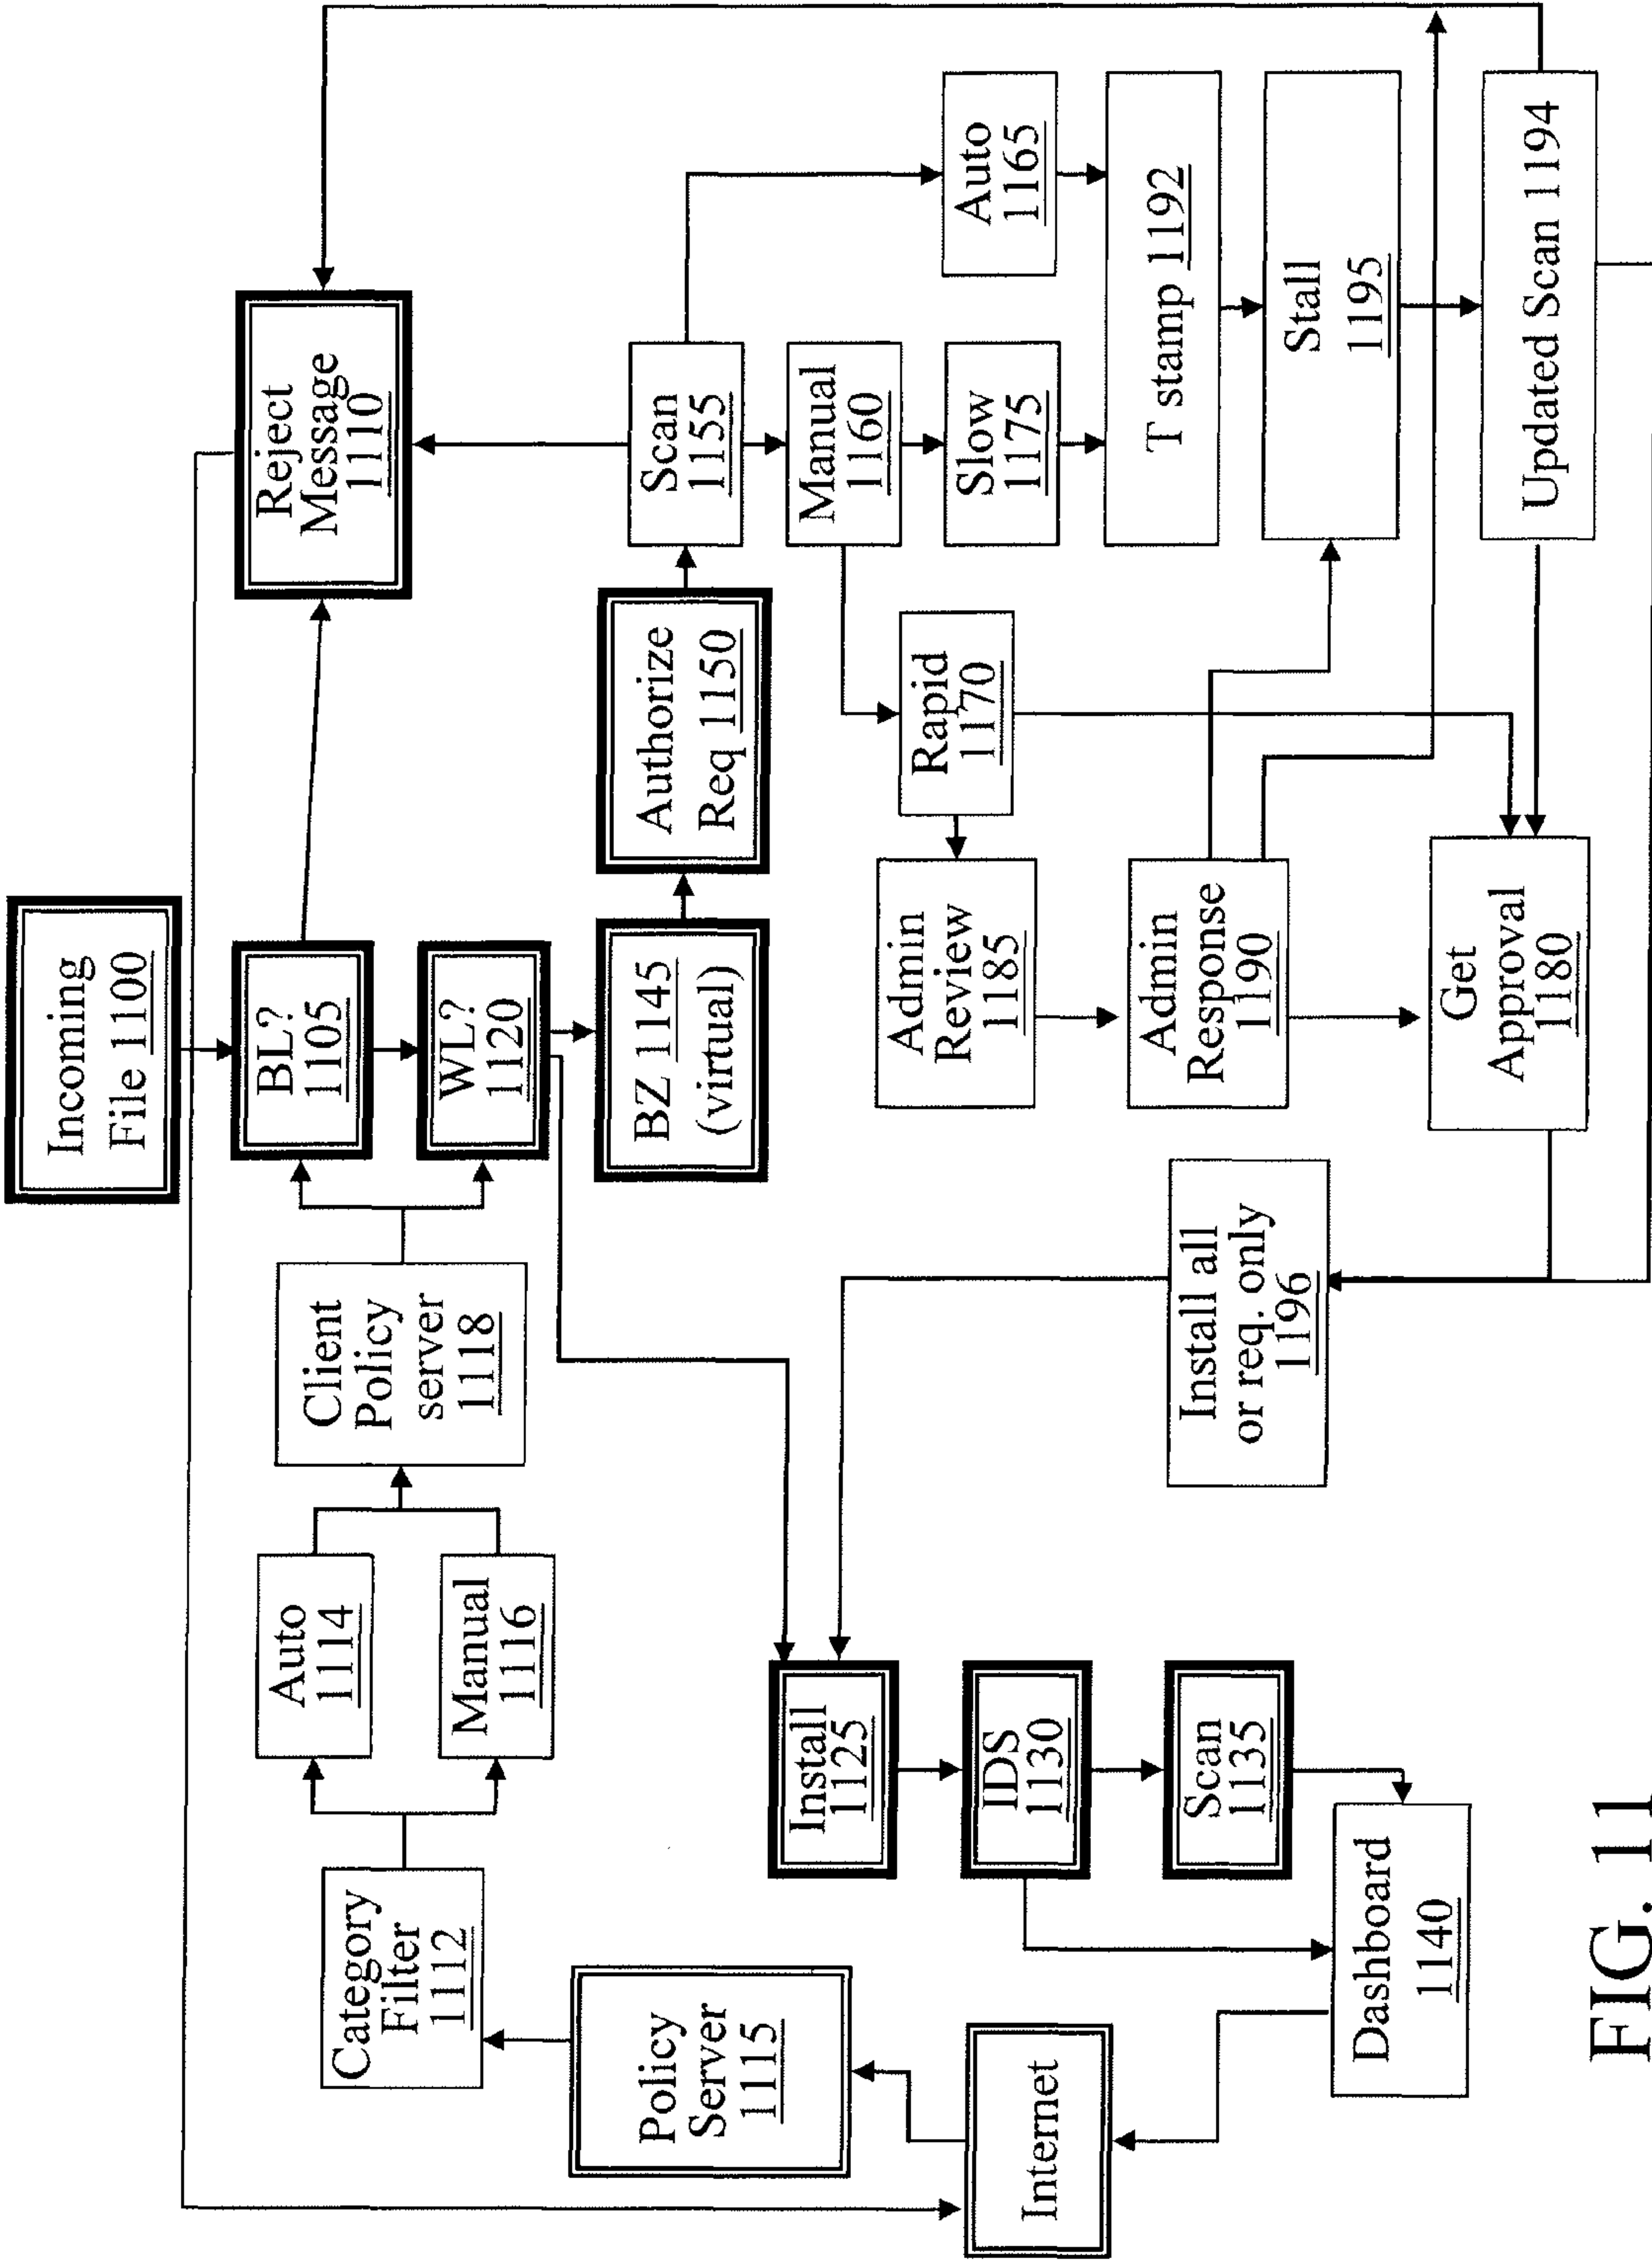 Incoming
File 1100
BL?
1105
Reject
Message
1110
WL?
1120
BZ 1145
(virtual)
Authorize
Req 1150
Scan
1155
Manual
1160
Slow
1175
Auto
1165
T stamp 1192
Stall
1195
Updated Scan 1194
Rapid
1170
Admin
Review
1185
Admin
Response
1190
Get
Approval
1180
Install all
or req. only
1196
Client
Policy
server
1118
Auto
1114
Manual
1116
Category
Filter
1112
Policy
Server
1115
Internet
Install
1125
IDS
1130
Scan
1135
Dashboard
1140
FIG. 11